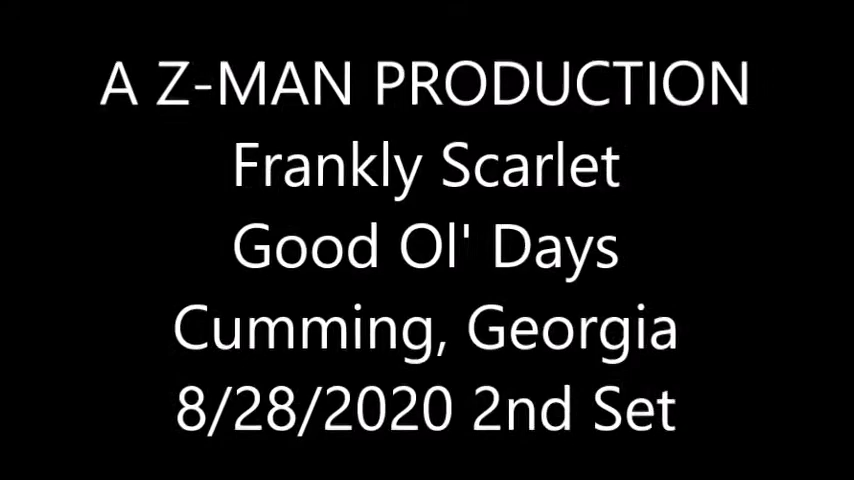 A Z-MAN PRODUCTION
Frankly Scarlet
Good Ol' Days
Cumming, Georgia
8/28/2020 2nd Set